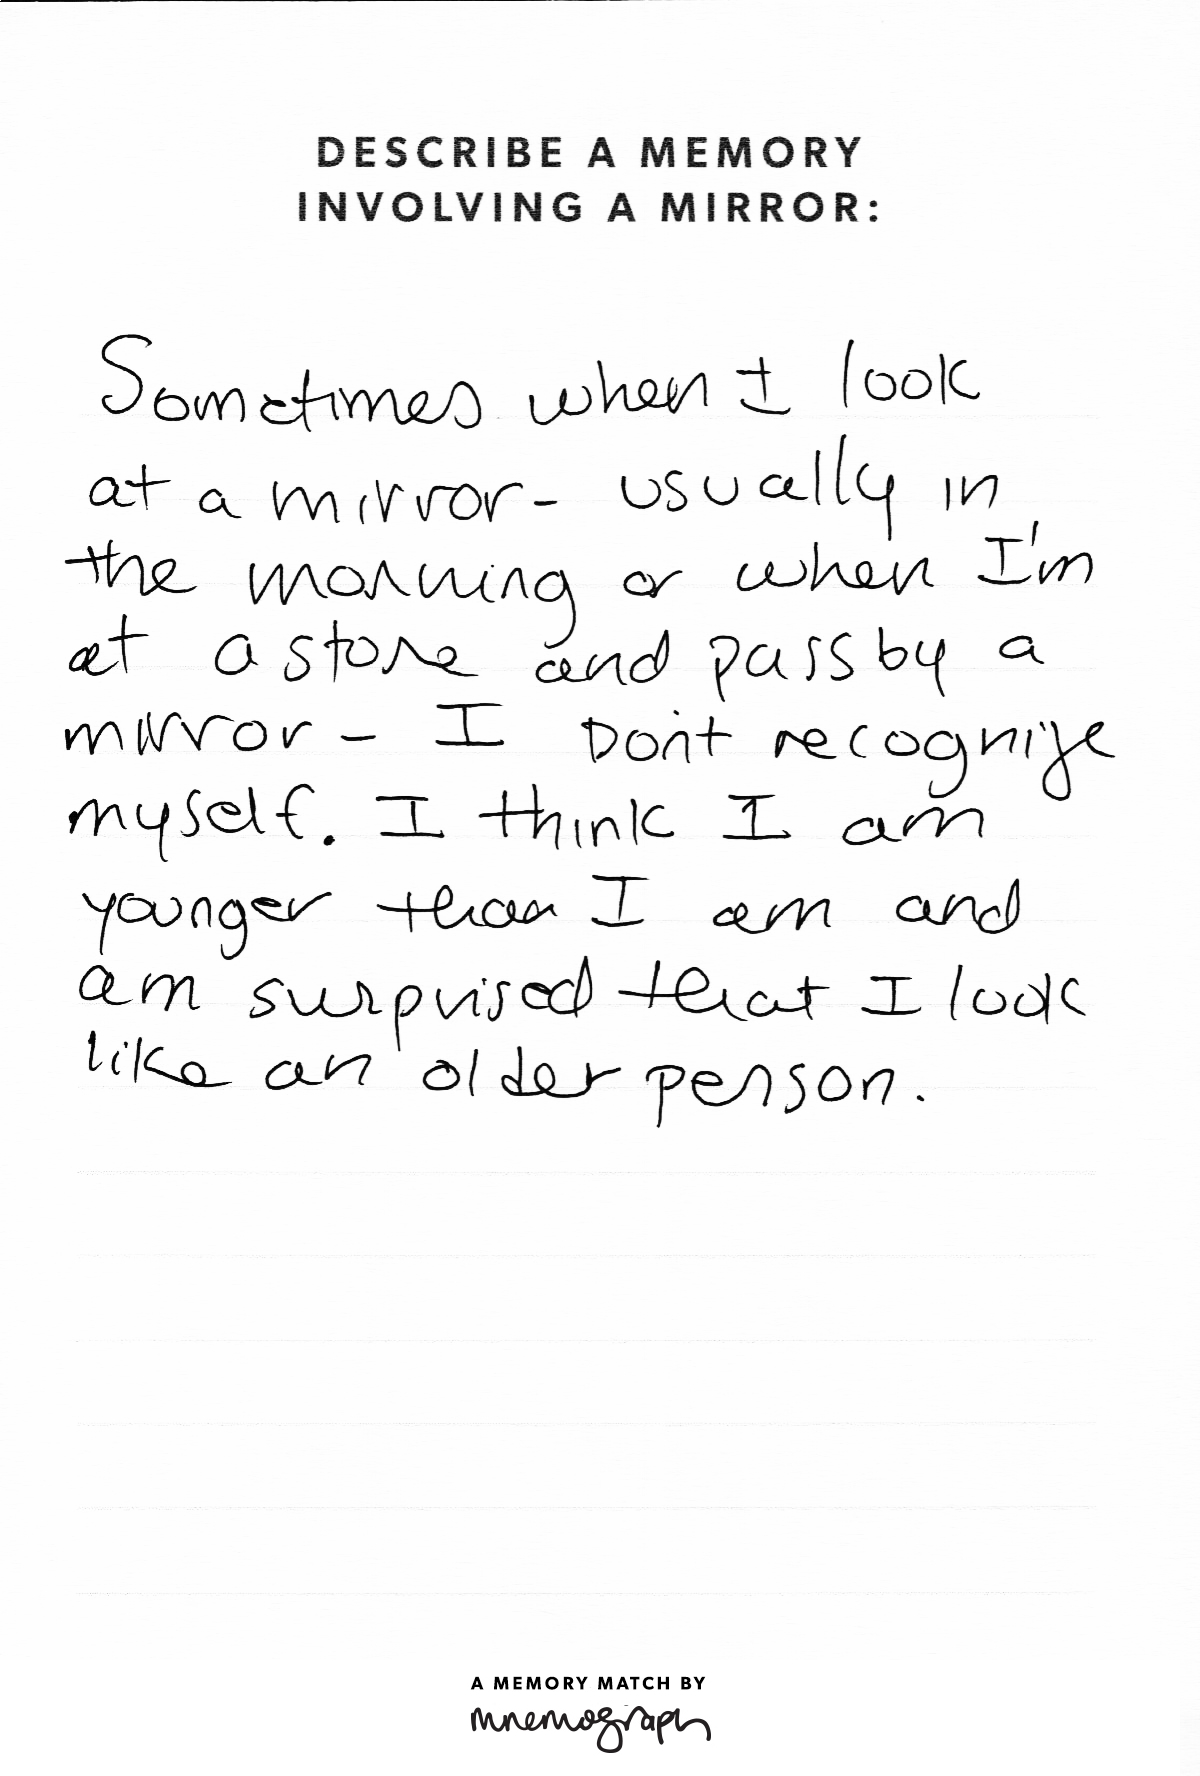 DESCRIBE A MEMORY
INVOLVING A MIRROR:
Sometimes when I look
at a mirror - usually in
the morning or when I'm
at a store and pass by a
mirror - I Don't recognize
myself. I think I am
younger than I am and
am surprised that I look
like an older person.
A MEMORY MATCH BY
mnemograph